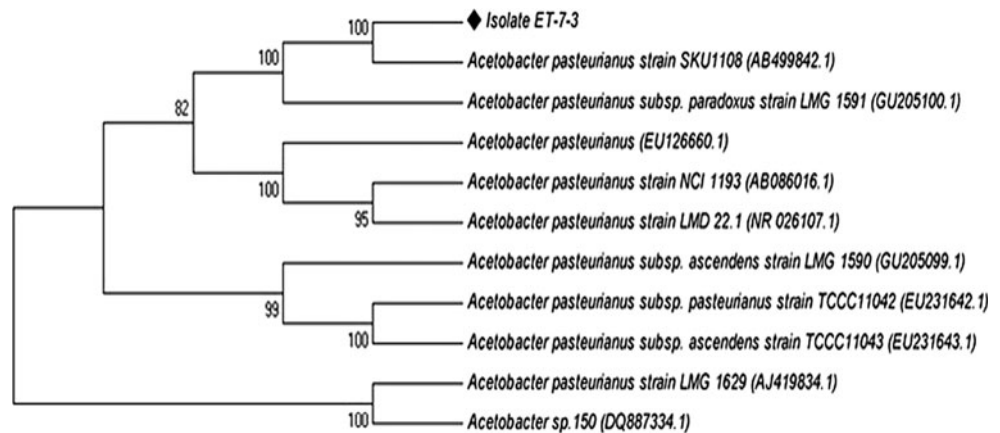 100
◆ Isolate ET-7-3
100
Acetobacter pasteurianus strain SKU1108 (AB499842.1)
82
Acetobacter pasteurianus subsp. paradoxus strain LMG 1591 (GU205100.1)
Acetobacter pasteurianus (EU126660.1)
100
Acetobacter pasteurianus strain NCI 1193 (AB086016.1)
95
Acetobacter pasteurianus strain LMD 22.1 (NR 026107.1)
Acetobacter pasteurianus subsp. ascendens strain LMG 1590 (GU205099.1)
99
Acetobacter pasteurianus subsp. pasteurianus strain TCCC11042 (EU231642.1)
100
Acetobacter pasteurianus subsp. ascendens strain TCCC11043 (EU231643.1)
Acetobacter pasteurianus strain LMG 1629 (AJ419834.1)
100
Acetobacter sp.150 (DQ887334.1)